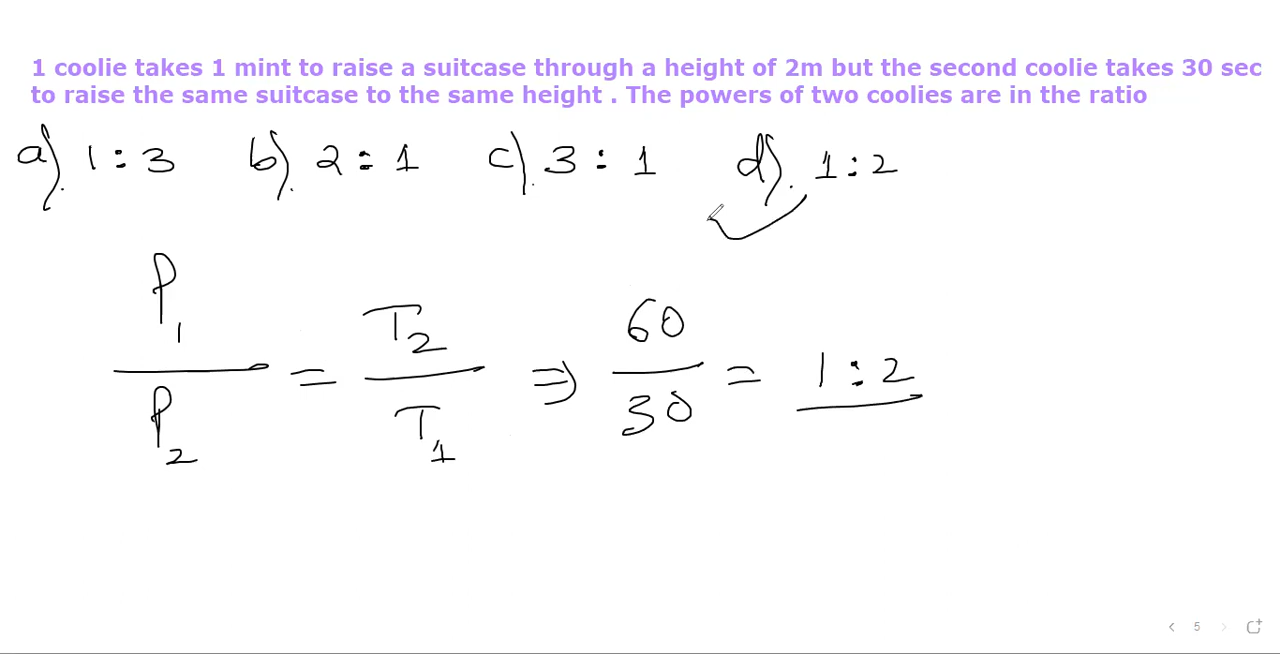 1 coolie takes 1 mint to raise a suitcase through a height of 2m but the second coolie takes 30 sec
to raise the same suitcase to the same height . The powers of two coolies are in the ratio
a). 1 : 3 b). 2 : 1 c). 3 : 1 d). 1 : 2
P1 / P2 = T2 / T1 ⇒ 60 / 30 = 1 : 2
< 5 >